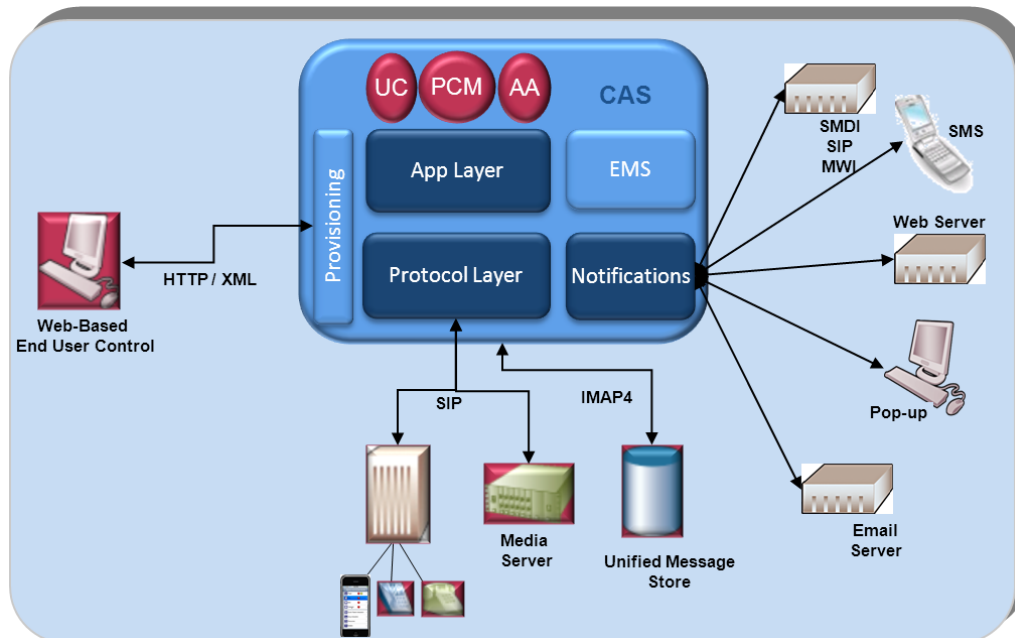 UC
PCM
AA
CAS
Provisioning
App Layer
EMS
Protocol Layer
Notifications
HTTP / XML
Web-Based
End User Control
SMDI
SIP
MWI
SMS
Web Server
Pop-up
Email
Server
SIP
IMAP4
Media
Server
Unified Message
Store